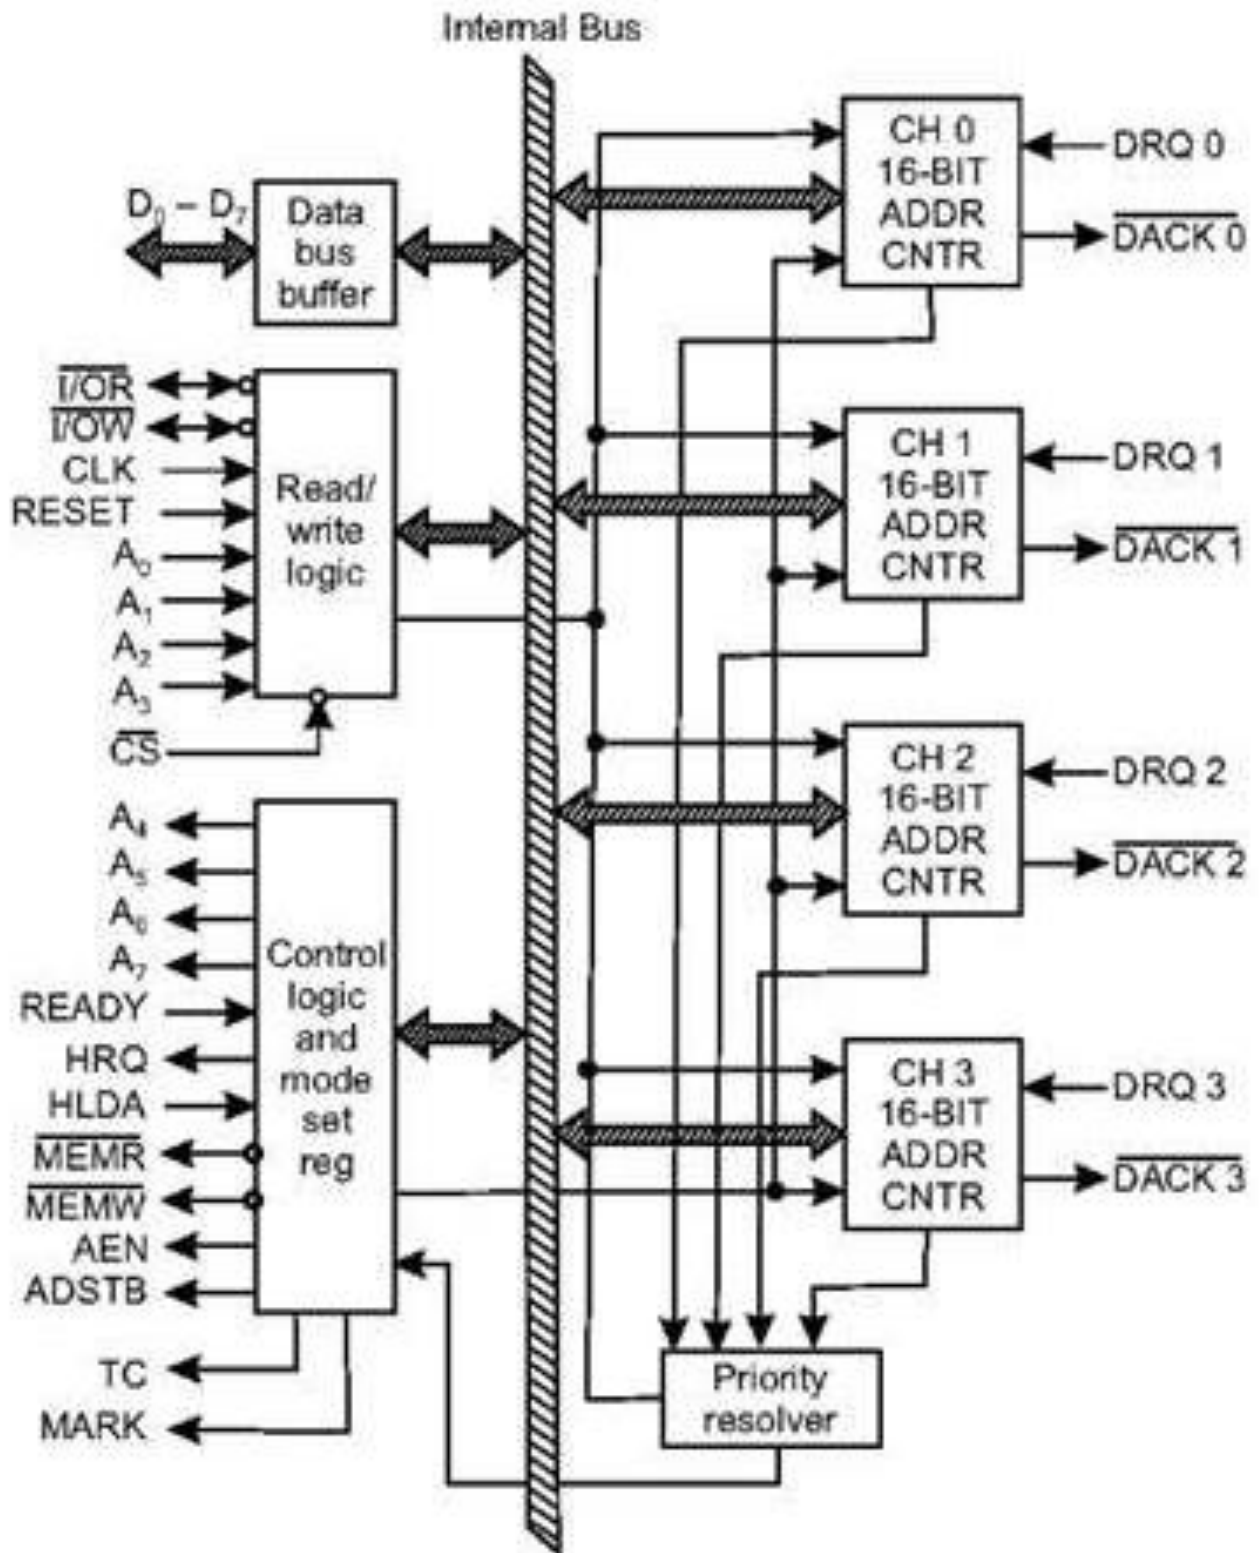 Internal Bus
D₀ – D₇
Data
bus
buffer
I/OR
I/OW
CLK
RESET
A₀
A₁
A₂
A₃
CS
Read/
write
logic
A₄
A₅
A₆
A₇
READY
HRQ
HLDA
MEMR
MEMW
AEN
ADSTB
TC
MARK
Control
logic
and
mode
set
reg
CH 0
16-BIT
ADDR
CNTR
DRQ 0
DACK 0
CH 1
16-BIT
ADDR
CNTR
DRQ 1
DACK 1
CH 2
16-BIT
ADDR
CNTR
DRQ 2
DACK 2
CH 3
16-BIT
ADDR
CNTR
DRQ 3
DACK 3
Priority
resolver